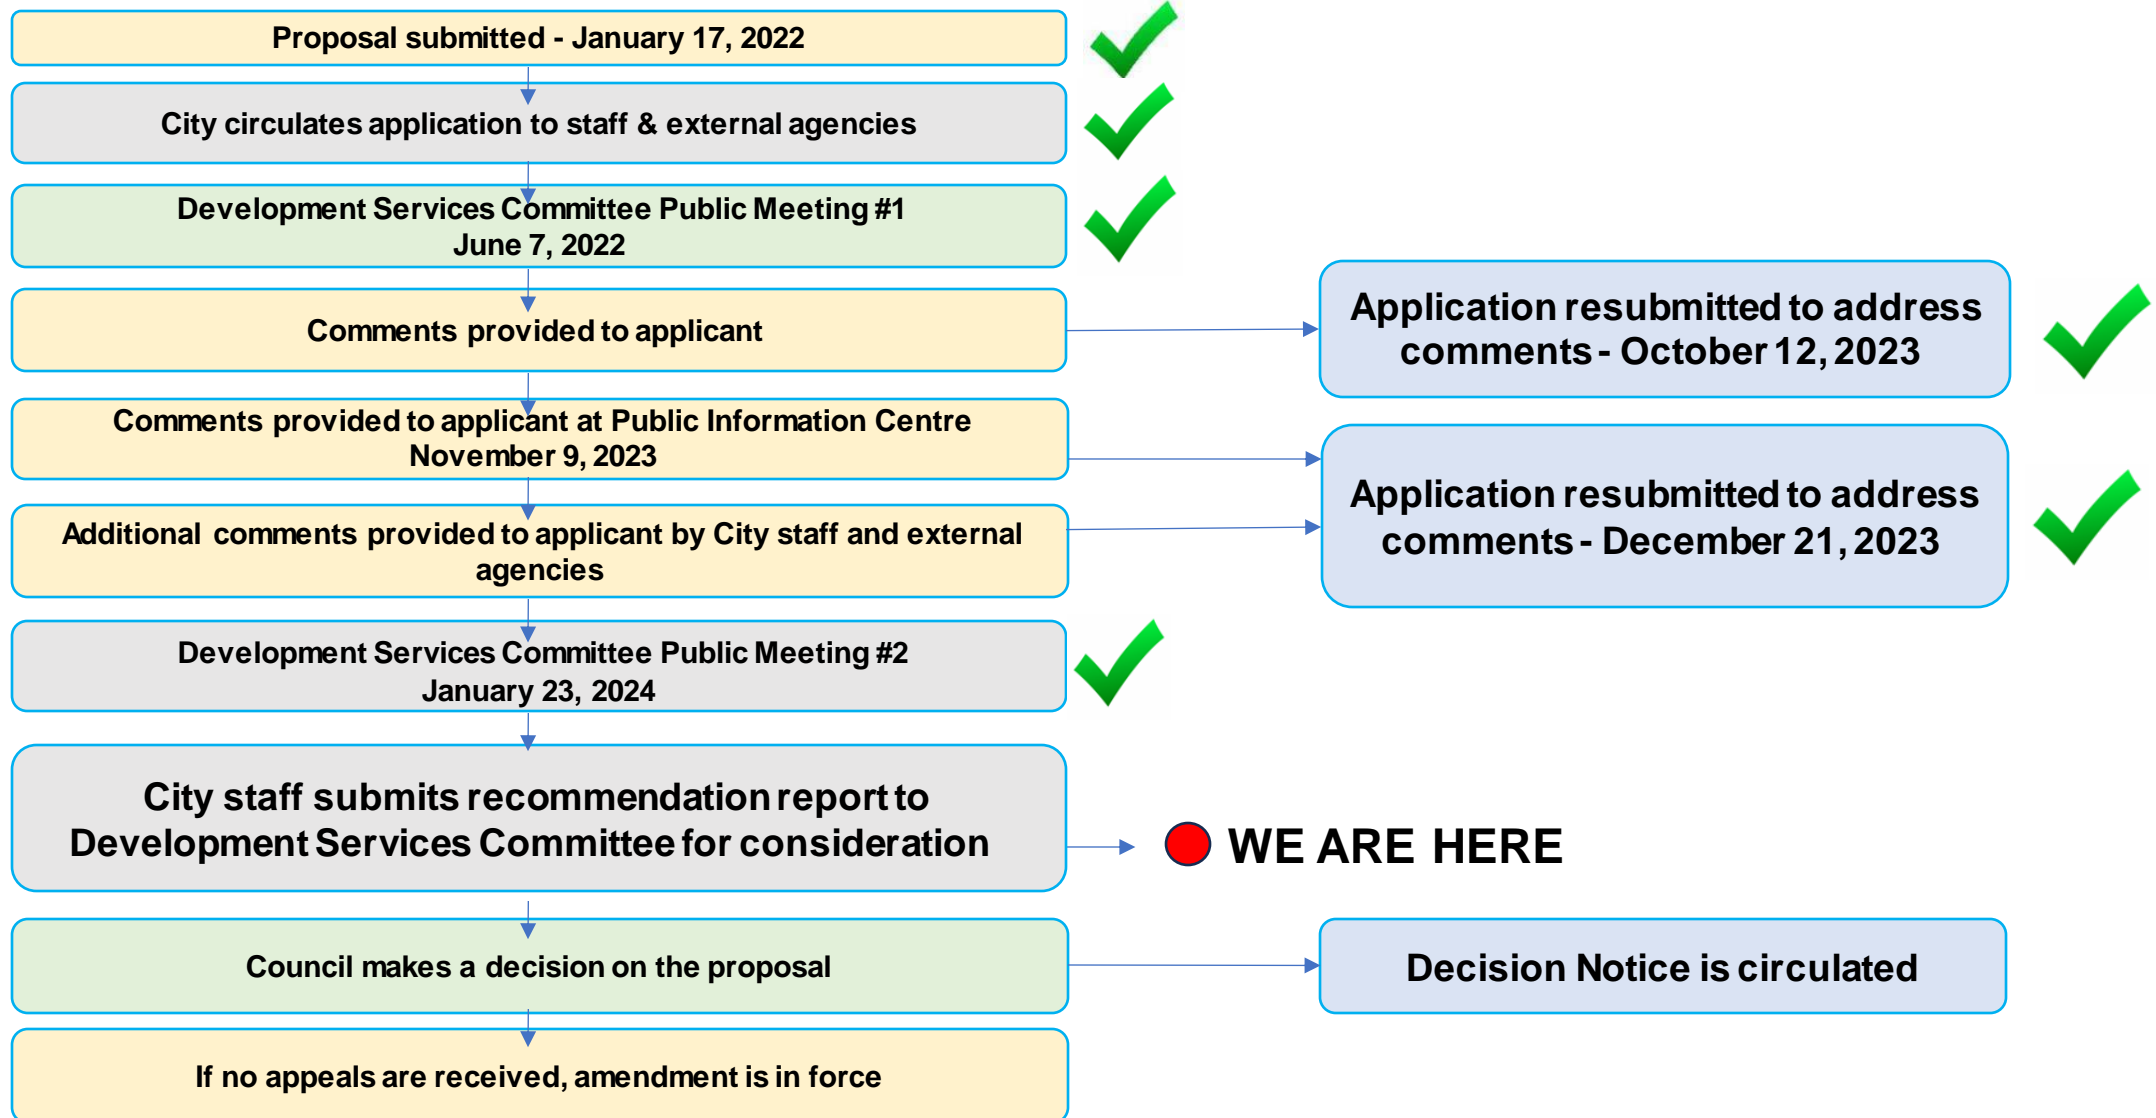 Proposal submitted - January 17, 2022
City circulates application to staff & external agencies
Development Services Committee Public Meeting #1
June 7, 2022
Comments provided to applicant
Application resubmitted to address
comments - October 12, 2023
Comments provided to applicant at Public Information Centre
November 9, 2023
Additional comments provided to applicant by City staff and external
agencies
Application resubmitted to address
comments - December 21, 2023
Development Services Committee Public Meeting #2
January 23, 2024
City staff submits recommendation report to
Development Services Committee for consideration
WE ARE HERE
Council makes a decision on the proposal
Decision Notice is circulated
If no appeals are received, amendment is in force